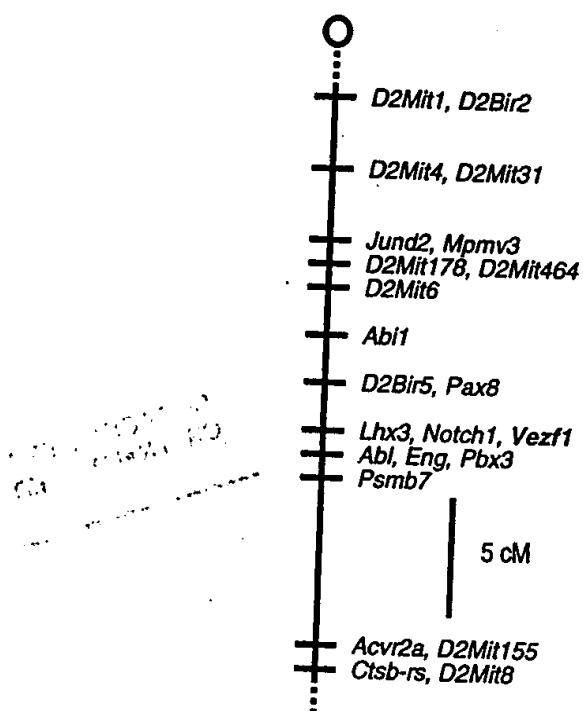 D2Mit1, D2Bir2
D2Mit4, D2Mit31
Jund2, Mpmv3
D2Mit178, D2Mit464
D2Mit6
Abi1
D2Bir5, Pax8
Lhx3, Notch1, Vezf1
Abl, Eng, Pbx3
Psmb7
5 cM
Acvr2a, D2Mit155
Ctsb-rs, D2Mit8